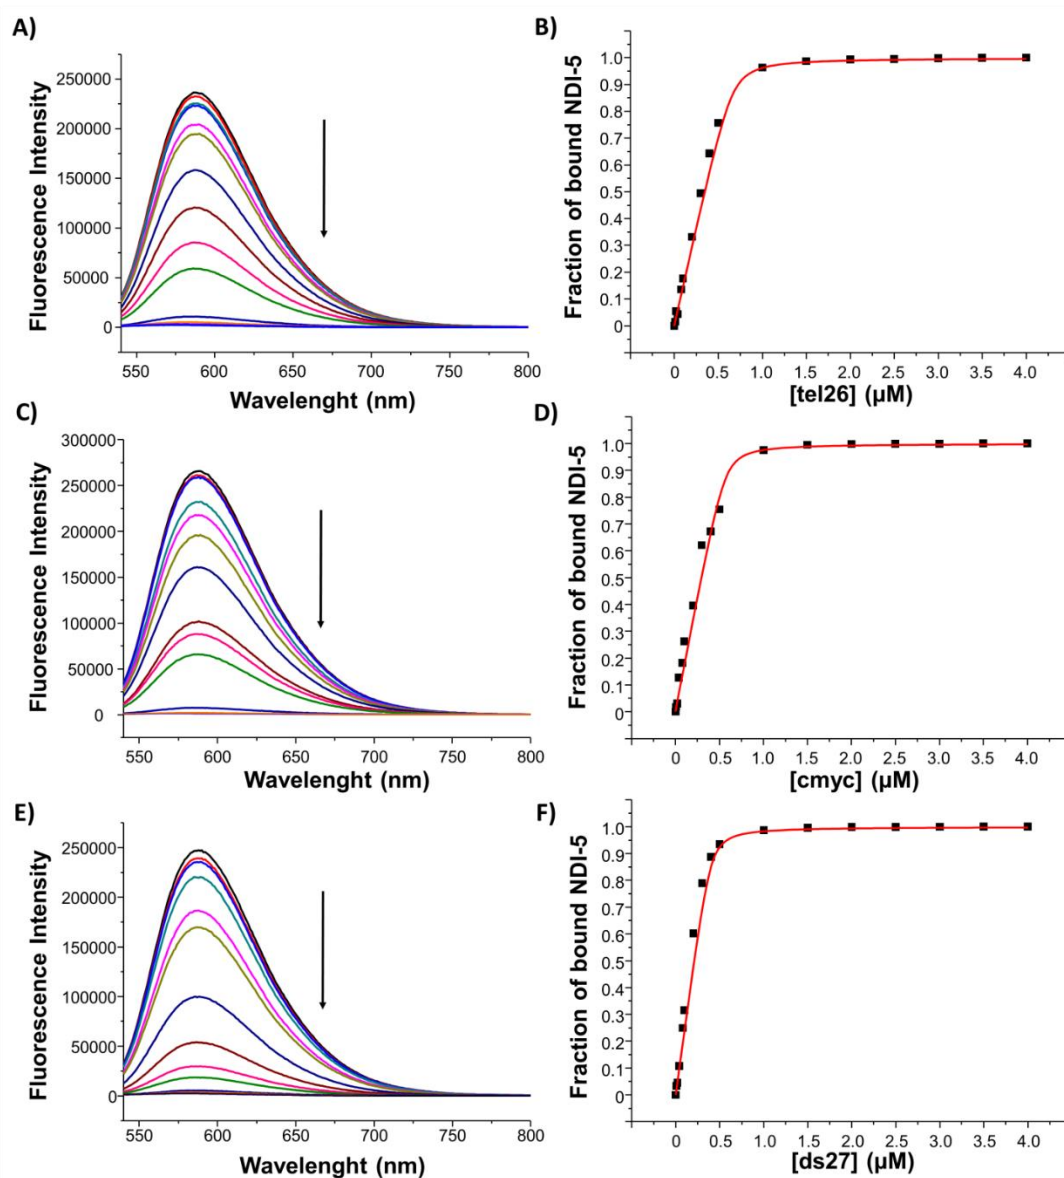 A)
Fluorescence Intensity
250000
200000
150000
100000
50000
0
550 600 650 700 750 800
Wavelenght (nm)
B)
Fraction of bound NDI-5
1.0
0.9
0.8
0.7
0.6
0.5
0.4
0.3
0.2
0.1
0
0 0.5 1.0 1.5 2.0 2.5 3.0 3.5 4.0
[tel26] (µM)
C)
Fluorescence Intensity
300000
250000
200000
150000
100000
50000
0
550 600 650 700 750 800
Wavelenght (nm)
D)
Fraction of bound NDI-5
1.0
0.9
0.8
0.7
0.6
0.5
0.4
0.3
0.2
0.1
0
0 0.5 1.0 1.5 2.0 2.5 3.0 3.5 4.0
[cmyc] (µM)
E)
Fluorescence Intensity
250000
200000
150000
100000
50000
0
550 600 650 700 750 800
Wavelenght (nm)
F)
Fraction of bound NDI-5
1.0
0.9
0.8
0.7
0.6
0.5
0.4
0.3
0.2
0.1
0
0 0.5 1.0 1.5 2.0 2.5 3.0 3.5 4.0
[ds27] (µM)